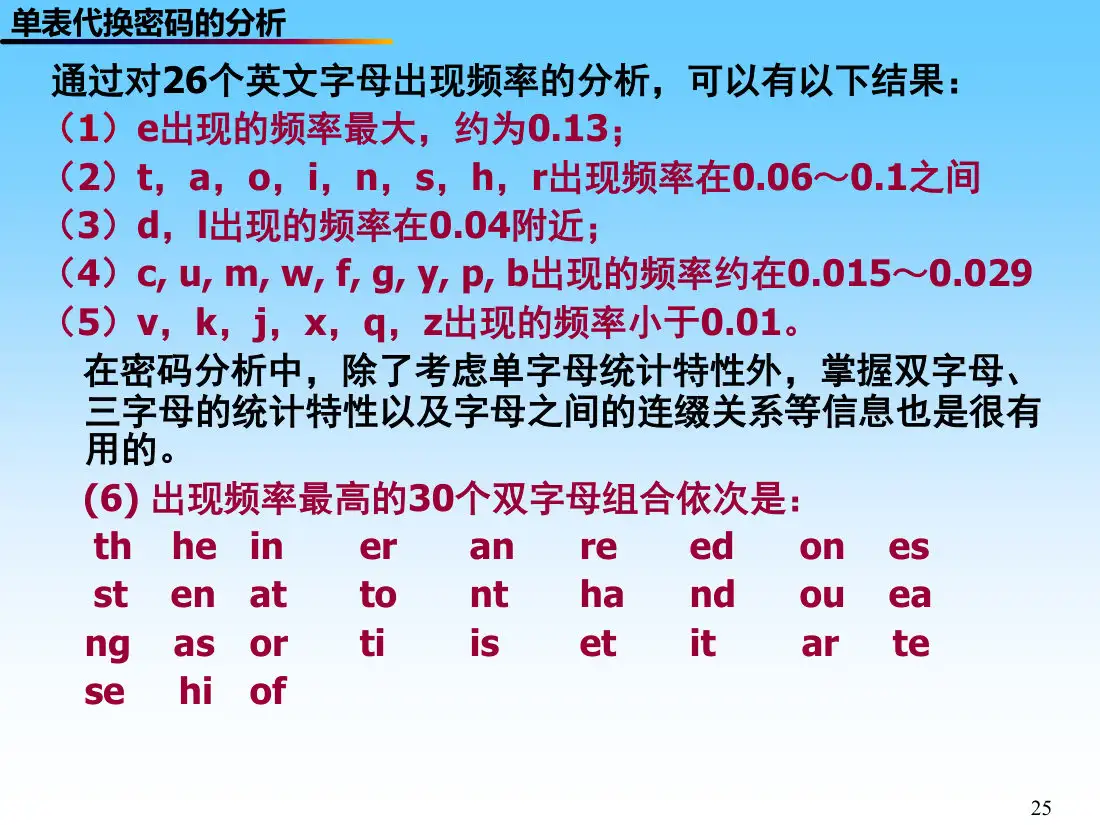 单表代换密码的分析
通过对26个英文字母出现频率的分析，可以有以下结果：
（1）e出现的频率最大，约为0.13；
（2）t，a，o，i，n，s，h，r出现频率在0.06～0.1之间
（3）d，l出现的频率在0.04附近；
（4）c, u, m, w, f, g, y, p, b出现的频率约在0.015～0.029
（5）v，k，j，x，q，z出现的频率小于0.01。
在密码分析中，除了考虑单字母统计特性外，掌握双字母、
三字母的统计特性以及字母之间的连缀关系等信息也是很有
用的。
(6) 出现频率最高的30个双字母组合依次是：
th he in er an re ed on es
st en at to nt ha nd ou ea
ng as or ti is et it ar te
se hi of
25